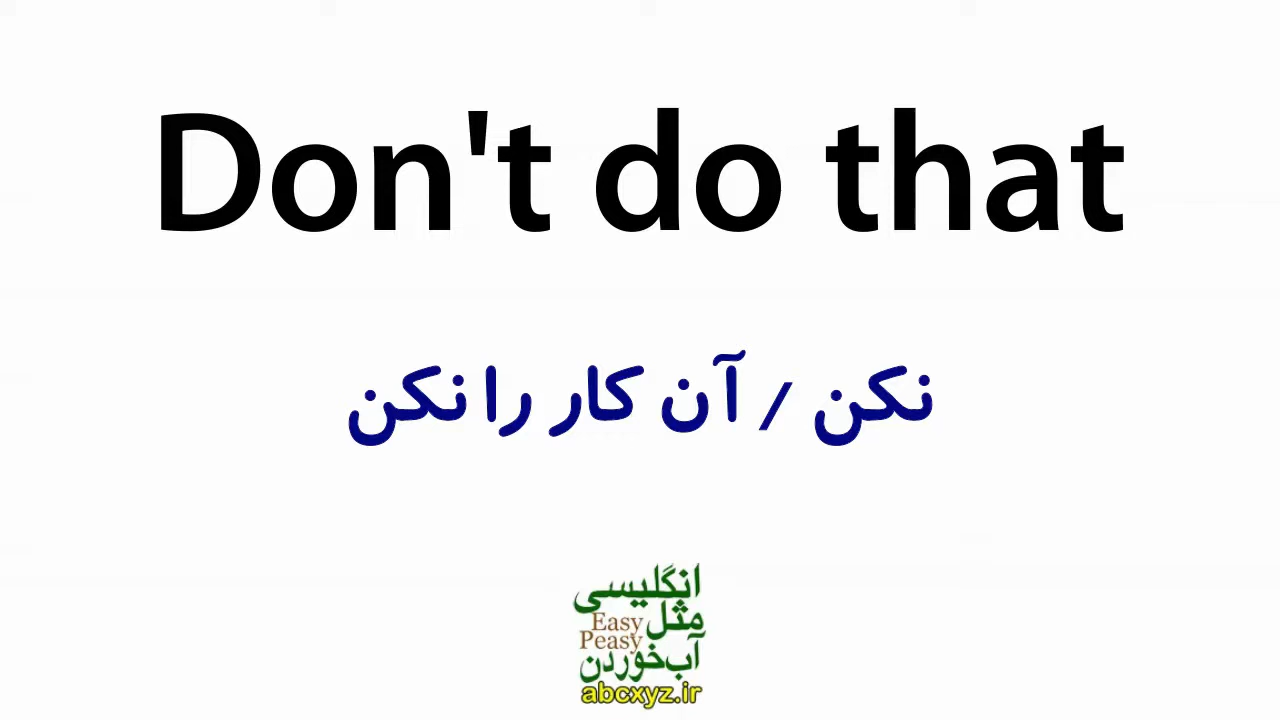 Don't do that
نکن / آن کار را نکن
انگلیسی
مثل Easy
Peasy
آب‌خوردن
abcxyz.ir